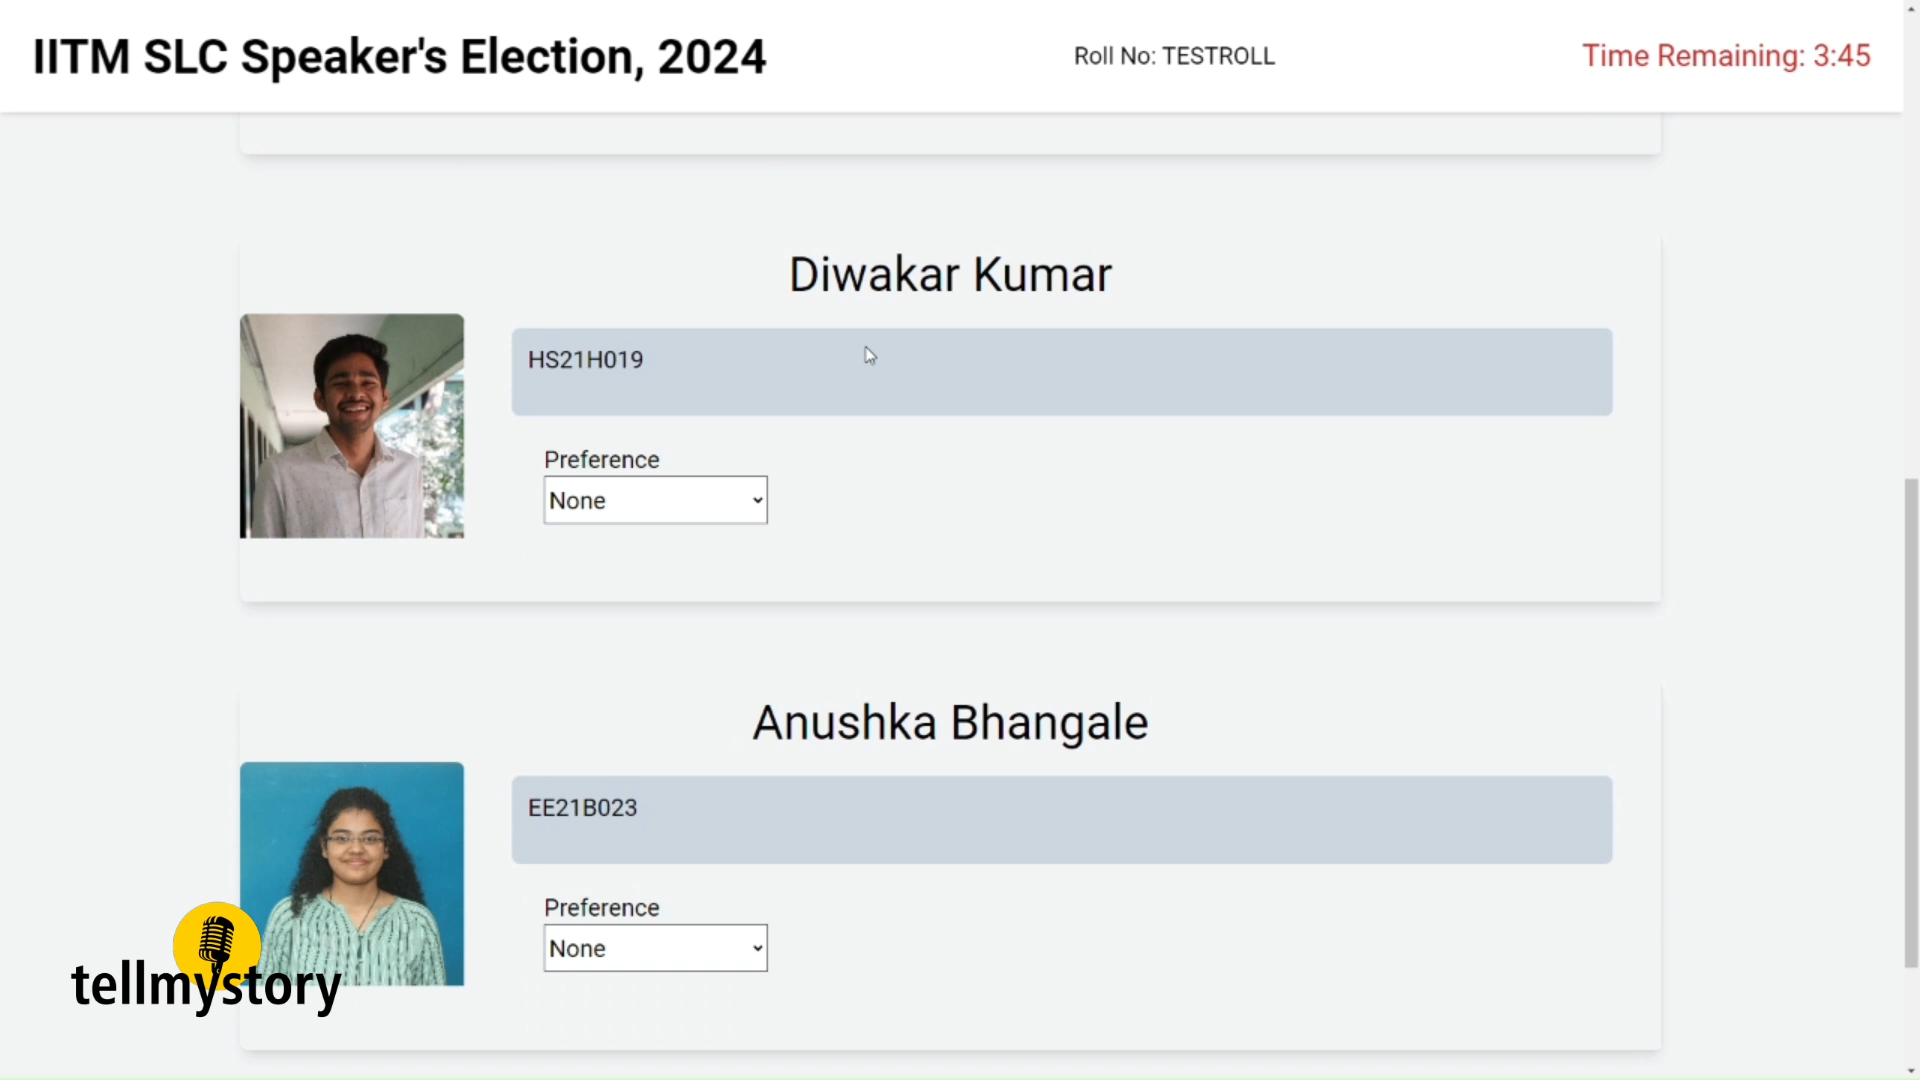 IITM SLC Speaker's Election, 2024
Roll No: TESTROLL
Time Remaining: 3:45
Diwakar Kumar
HS21H019
Preference
None
Anushka Bhangale
EE21B023
Preference
None
tellmystory